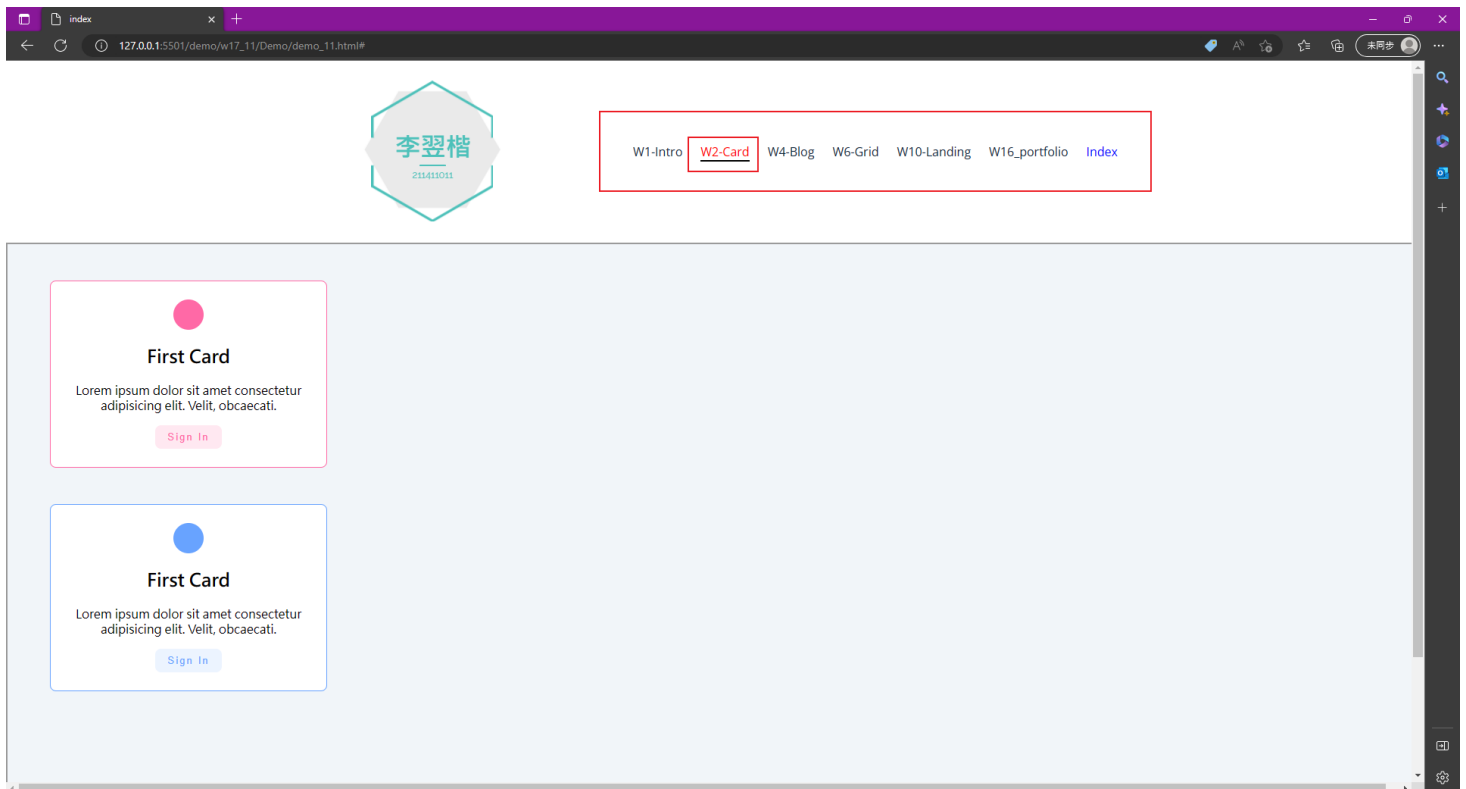 index
127.0.0.1:5501/demo/w17_11/Demo/demo_11.html#
未同步
李翌楷
211411011
W1-Intro W2-Card W4-Blog W6-Grid W10-Landing W16_portfolio Index
First Card
Lorem ipsum dolor sit amet consectetur
adipisicing elit. Velit, obcaecati.
Sign In
First Card
Lorem ipsum dolor sit amet consectetur
adipisicing elit. Velit, obcaecati.
Sign In